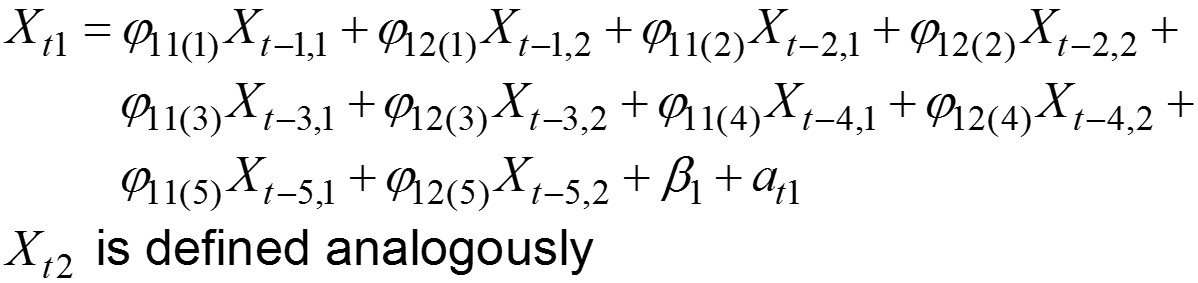 X_{t1} = φ_{11(1)}X_{t−1,1} + φ_{12(1)}X_{t−1,2} + φ_{11(2)}X_{t−2,1} + φ_{12(2)}X_{t−2,2} +
φ_{11(3)}X_{t−3,1} + φ_{12(3)}X_{t−3,2} + φ_{11(4)}X_{t−4,1} + φ_{12(4)}X_{t−4,2} +
φ_{11(5)}X_{t−5,1} + φ_{12(5)}X_{t−5,2} + β_1 + a_{t1}
X_{t2} is defined analogously